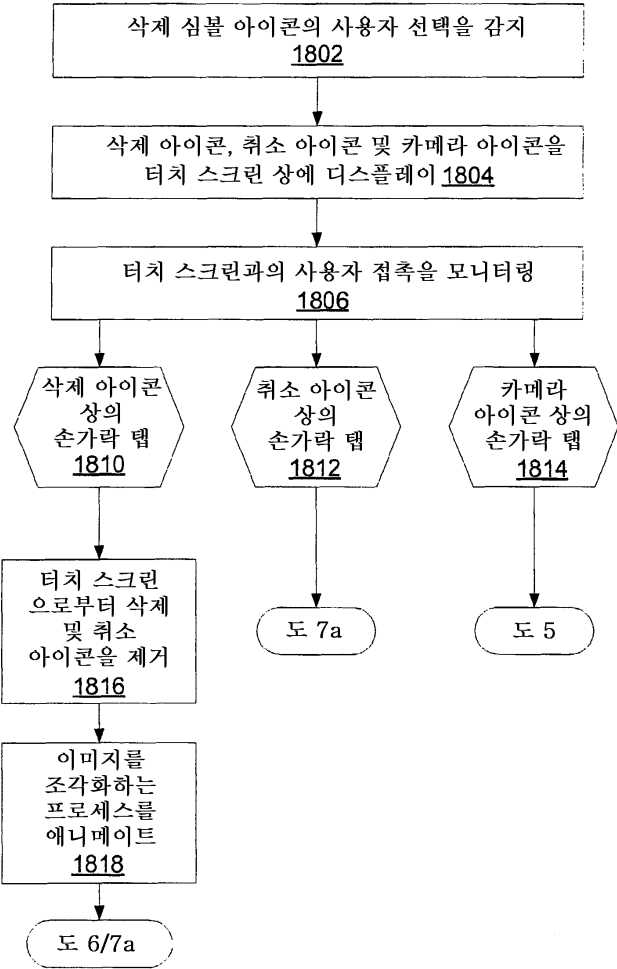 삭제 심볼 아이콘의 사용자 선택을 감지
1802
삭제 아이콘, 취소 아이콘 및 카메라 아이콘을
터치 스크린 상에 디스플레이 1804
터치 스크린과의 사용자 접촉을 모니터링
1806
삭제 아이콘
상의
손가락 탭
1810
취소 아이콘
상의
손가락 탭
1812
카메라
아이콘 상의
손가락 탭
1814
터치 스크린
으로부터 삭제
및 취소
아이콘을 제거
1816
도 7a
도 5
이미지를
조각화하는
프로세스를
애니메이트
1818
도 6/7a